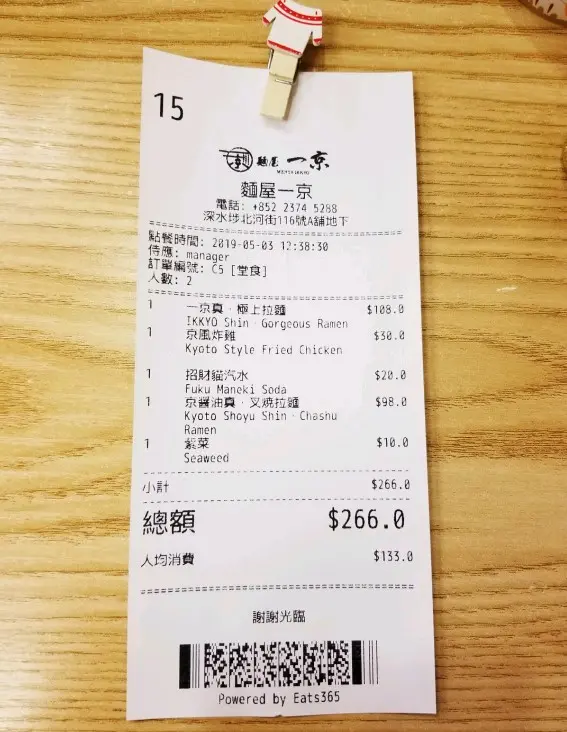 15
麵屋 一京
MENYA IKKYO
麵屋一京
電話: +852 2374 5288
深水埗北河街116號A舖地下
點餐時間: 2019-05-03 12:38:30
侍應: manager
訂單編號: C5 [堂食]
人數: 2
1 一京真·極上拉麵 $108.0
IKKYO Shin·Gorgeous Ramen
1 京風炸雞 $30.0
Kyoto Style Fried Chicken
1 招財貓汽水 $20.0
Fuku Maneki Soda
1 京醬油真·叉燒拉麵 $98.0
Kyoto Shoyu Shin·Chashu
Ramen
1 紫菜 $10.0
Seaweed
小計 $266.0
總額 $266.0
人均消費 $133.0
謝謝光臨
Powered by Eats365